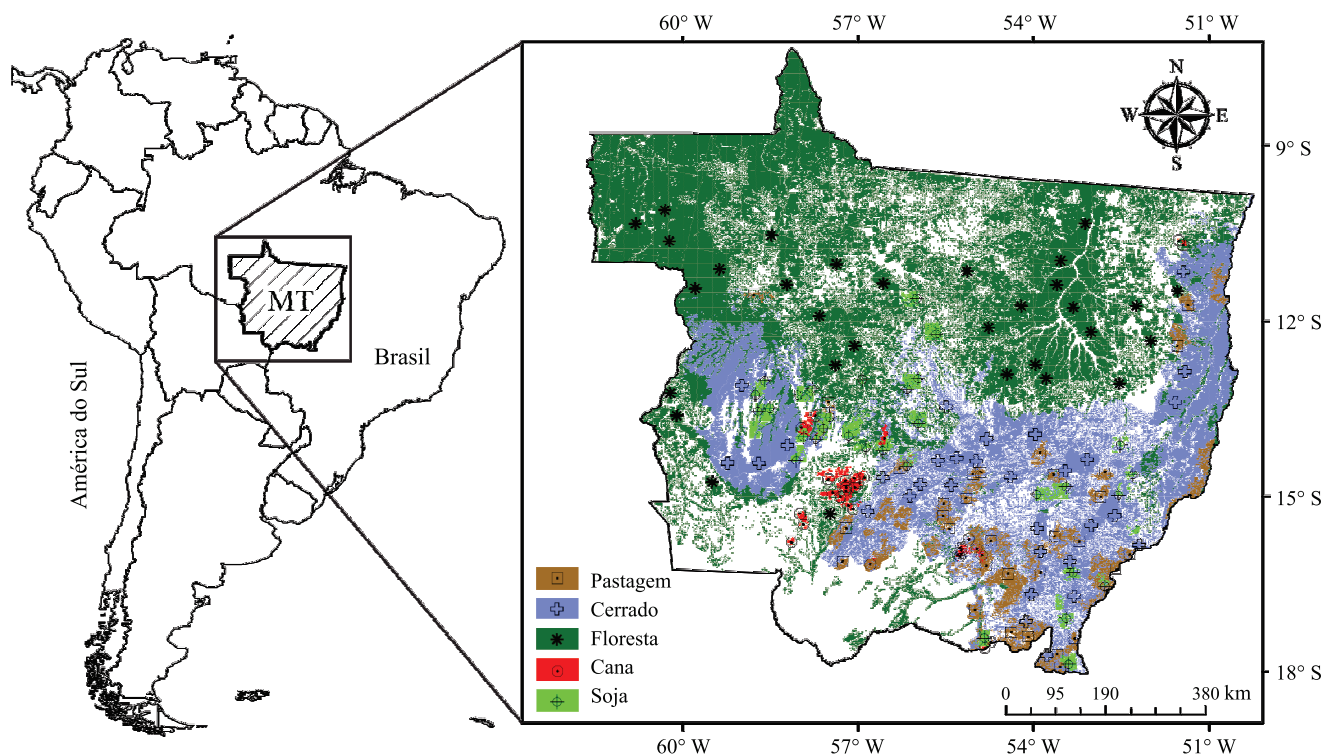 60° W 57° W 54° W 51° W
N
W E
S
9° S
MT
12° S
Brasil
América do Sul
15° S
Pastagem
Cerrado
Floresta
Cana
Soja
18° S
0 95 190 380 km
60° W 57° W 54° W 51° W